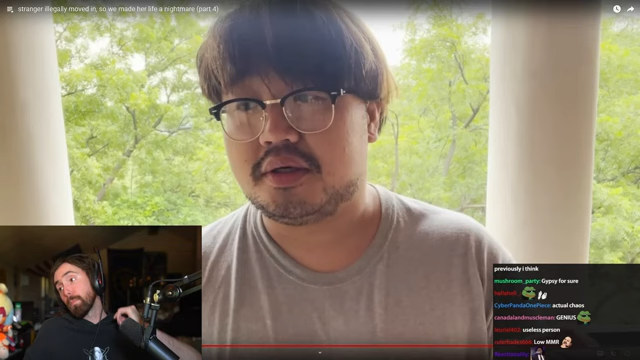 stranger illegally moved in, so we made her life a nightmare (part 4)
previously i think
mushroom_party: Gypsy for sure
CyberPandaOnePiece: actual chaos
canadalandmuscleman: GENIUS
useless person
Low MMR